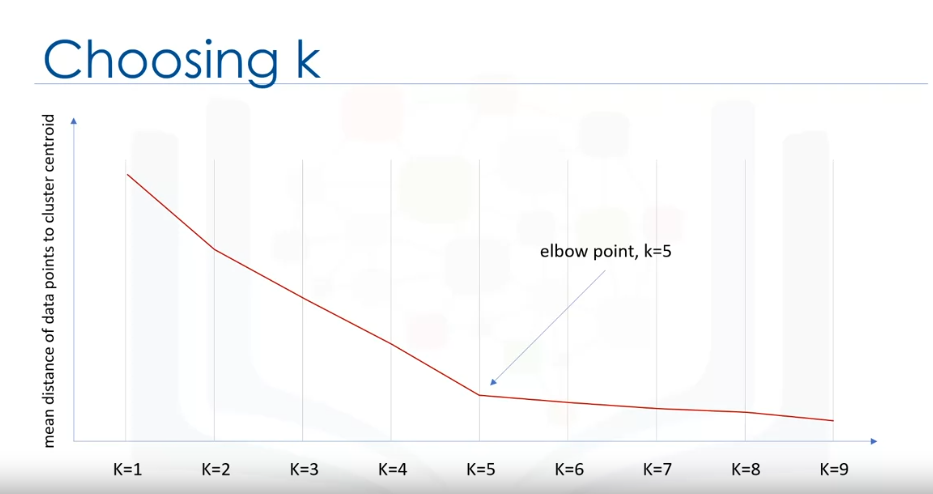 Choosing k
mean distance of data points to cluster centroid
elbow point, k=5
K=1 K=2 K=3 K=4 K=5 K=6 K=7 K=8 K=9